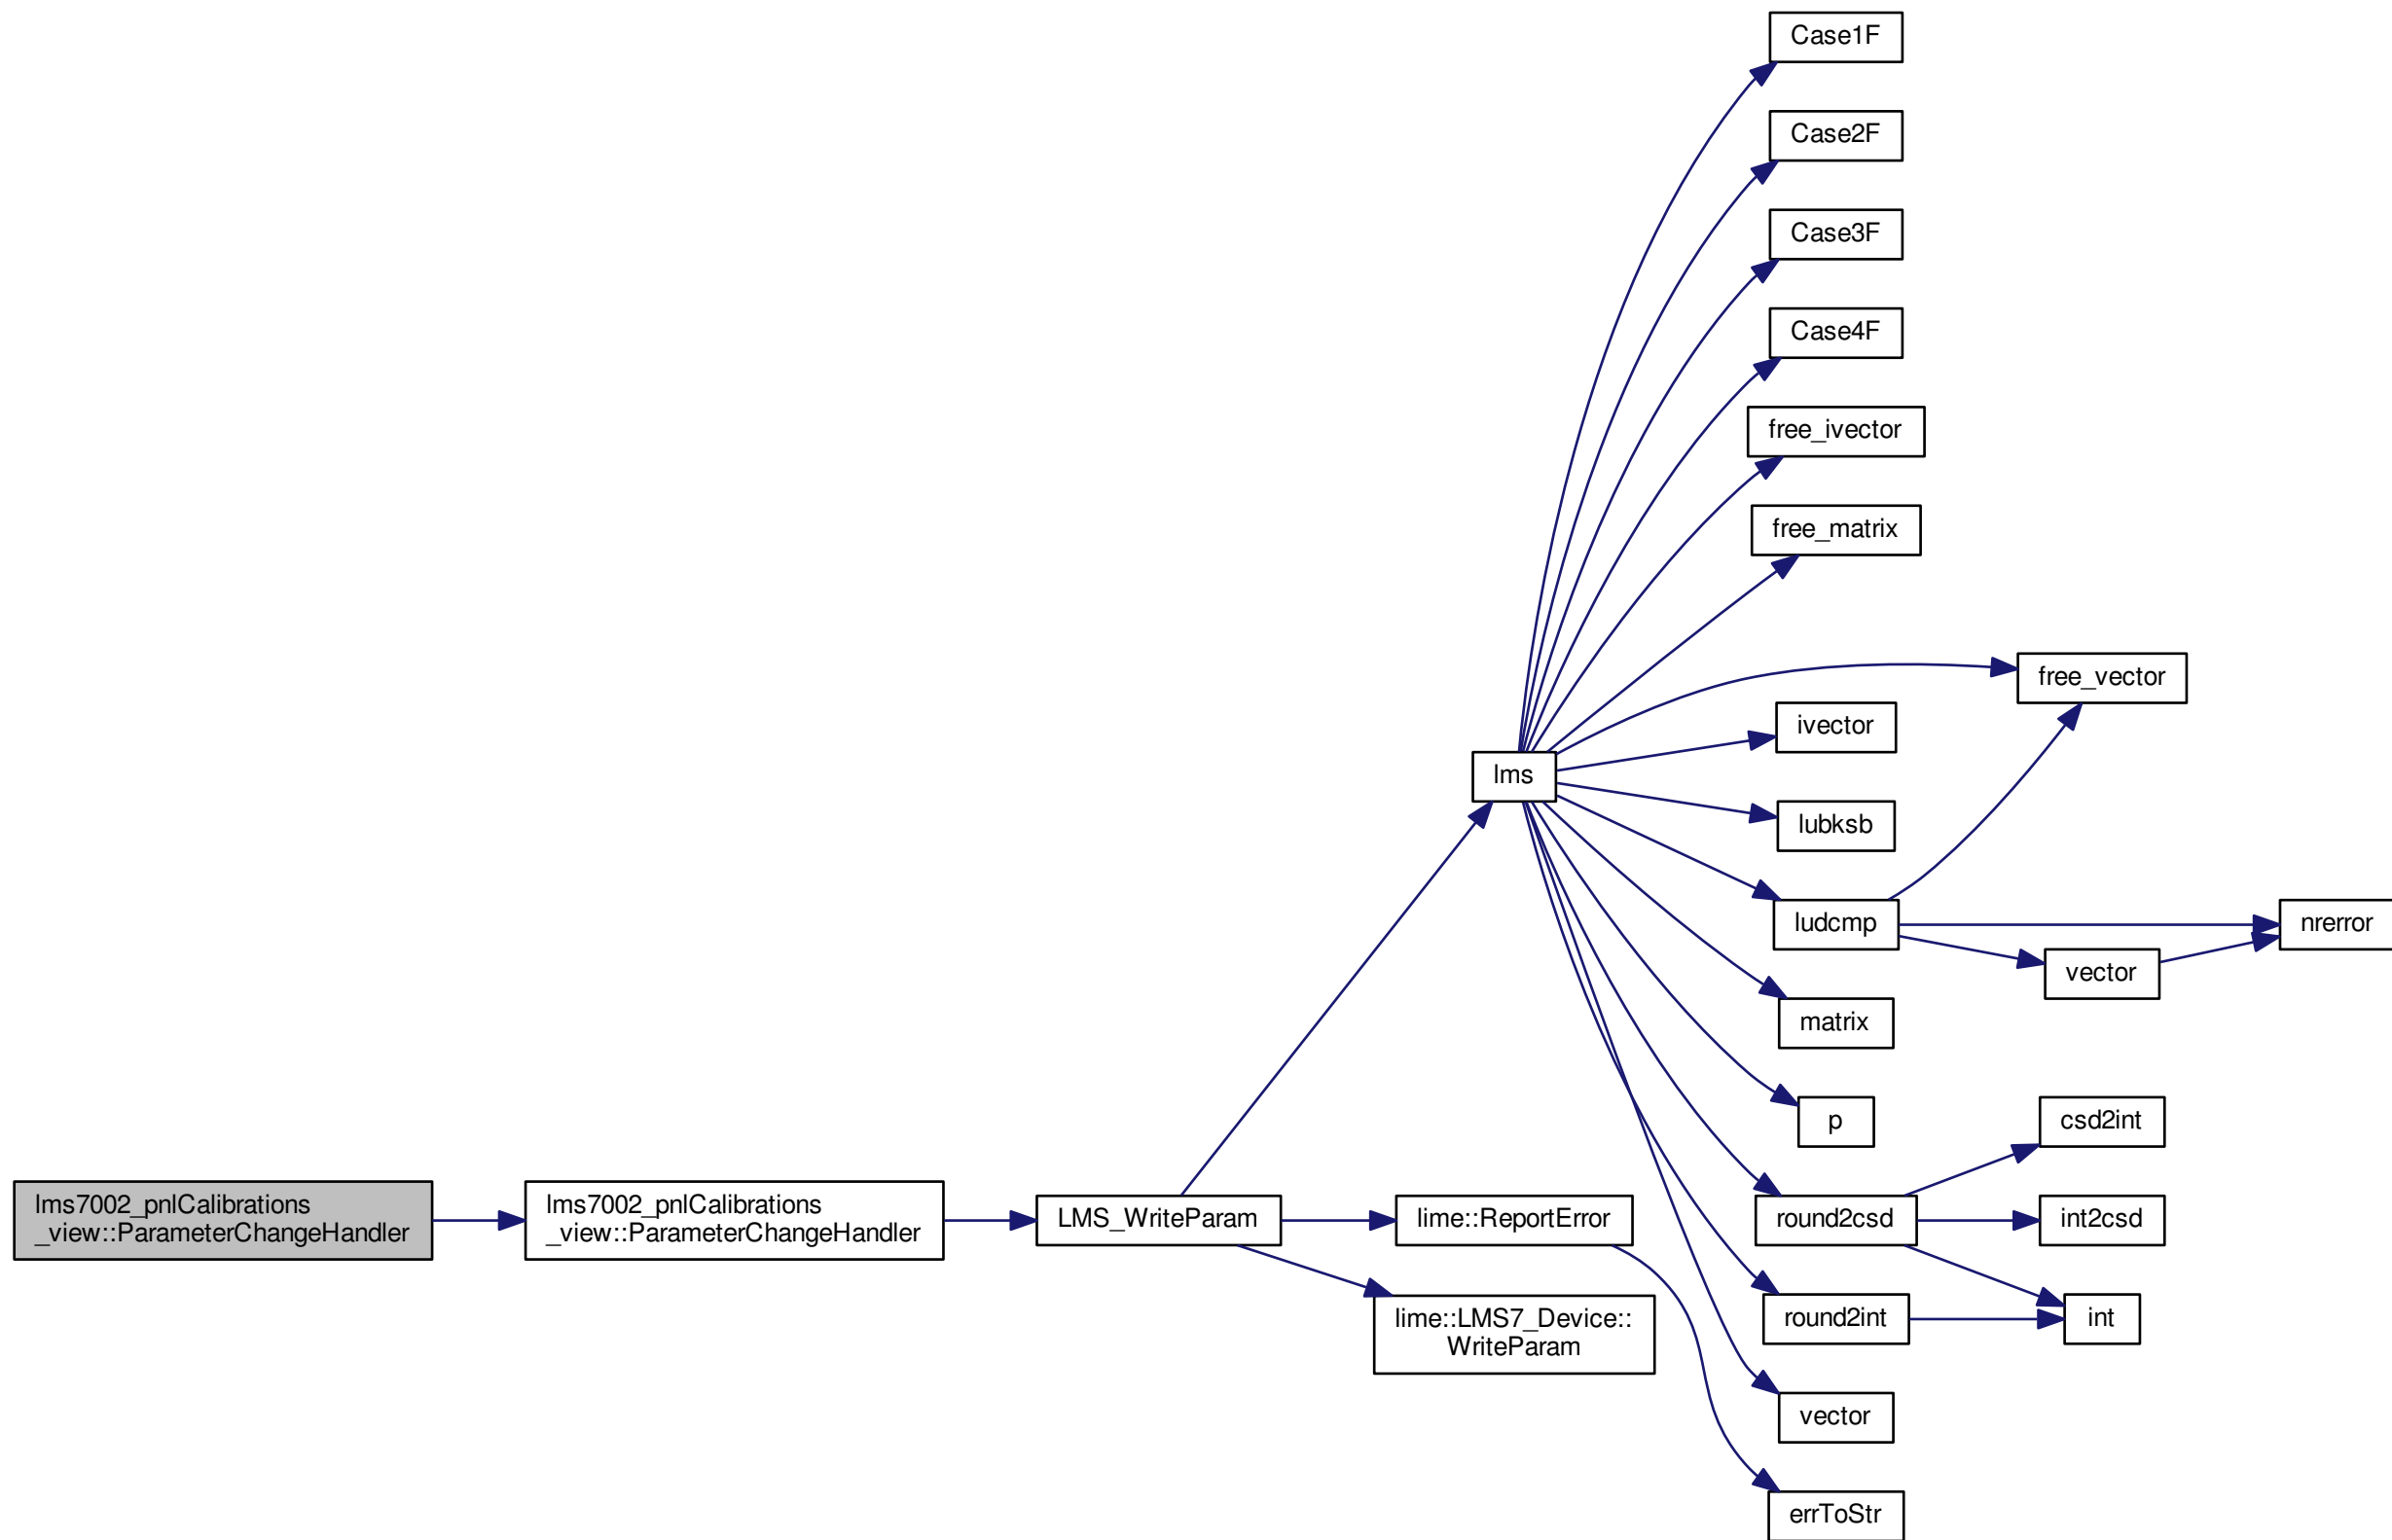 Case1F
Case2F
Case3F
Case4F
free_ivector
free_matrix
free_vector
ivector
lms
lubksb
ludcmp
nrerror
vector
matrix
p
csd2int
lms7002_pnlCalibrations
_view::ParameterChangeHandler
lms7002_pnlCalibrations
_view::ParameterChangeHandler
LMS_WriteParam
lime::ReportError
round2csd
int2csd
lime::LMS7_Device::
WriteParam
round2int
int
vector
errToStr